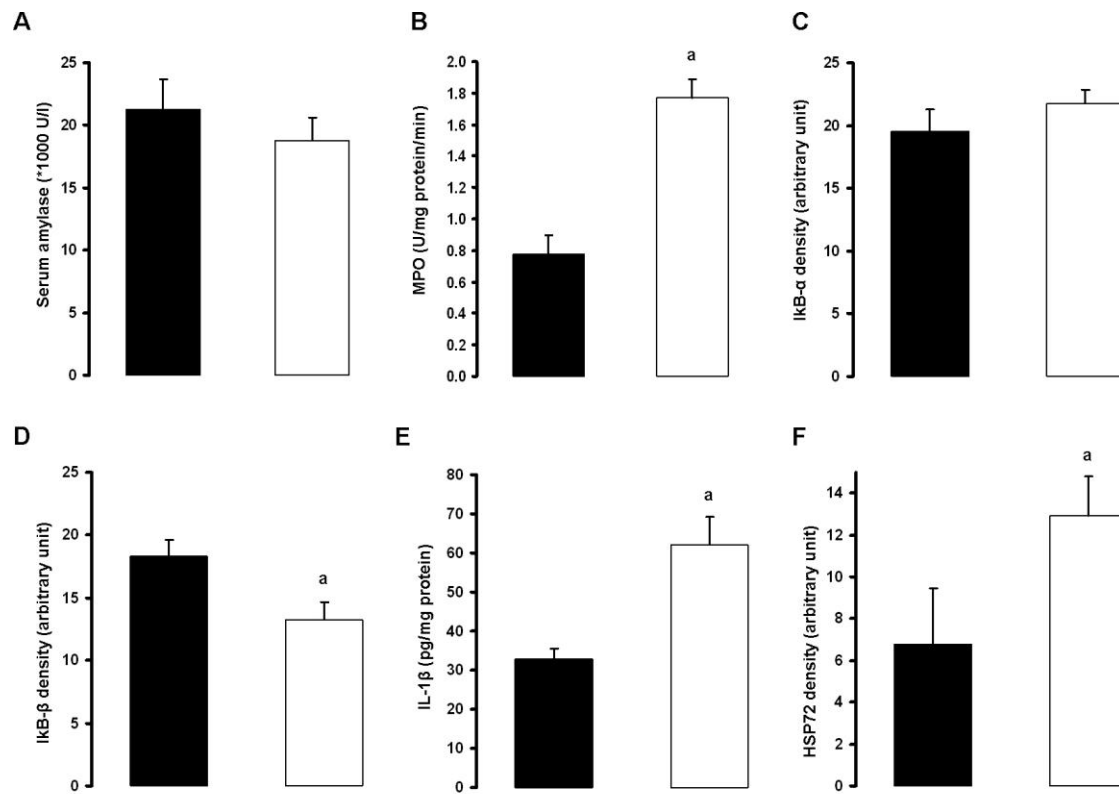 A
Serum amylase (*1000 U/l)
25
20
15
10
5
0
B
MPO (U/mg protein/min)
2.0
1.8
1.6
1.4
1.2
1.0
0.8
0.6
0.4
0.2
0.0
a
C
IkB-α density (arbitrary unit)
25
20
15
10
5
0
D
IkB-β density (arbitrary unit)
25
20
15
10
5
0
a
E
IL-1β (pg/mg protein)
80
70
60
50
40
30
20
10
0
a
F
HSP72 density (arbitrary unit)
14
12
10
8
6
4
2
0
a